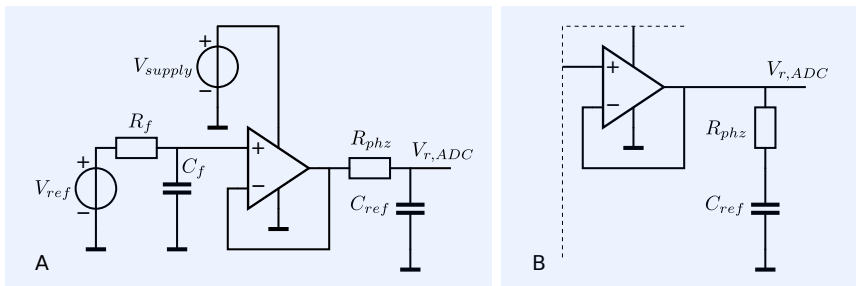 V_supply
+
−
R_f
V_ref
+
−
C_f
+
−
R_phz
V_r,ADC
C_ref
A
+
−
V_r,ADC
R_phz
C_ref
B